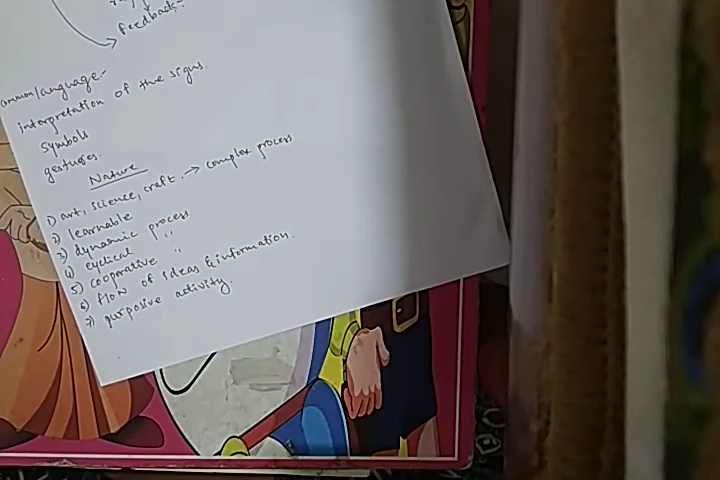 feedback
language-
interpretation of the signs.
symbols
gestures.
Nature
1) art, science, craft. → complex process
2) learnable
3) dynamic process
4) cyclical "
5) cooperative "
6) flow of ideas & information.
7) purposive activity.